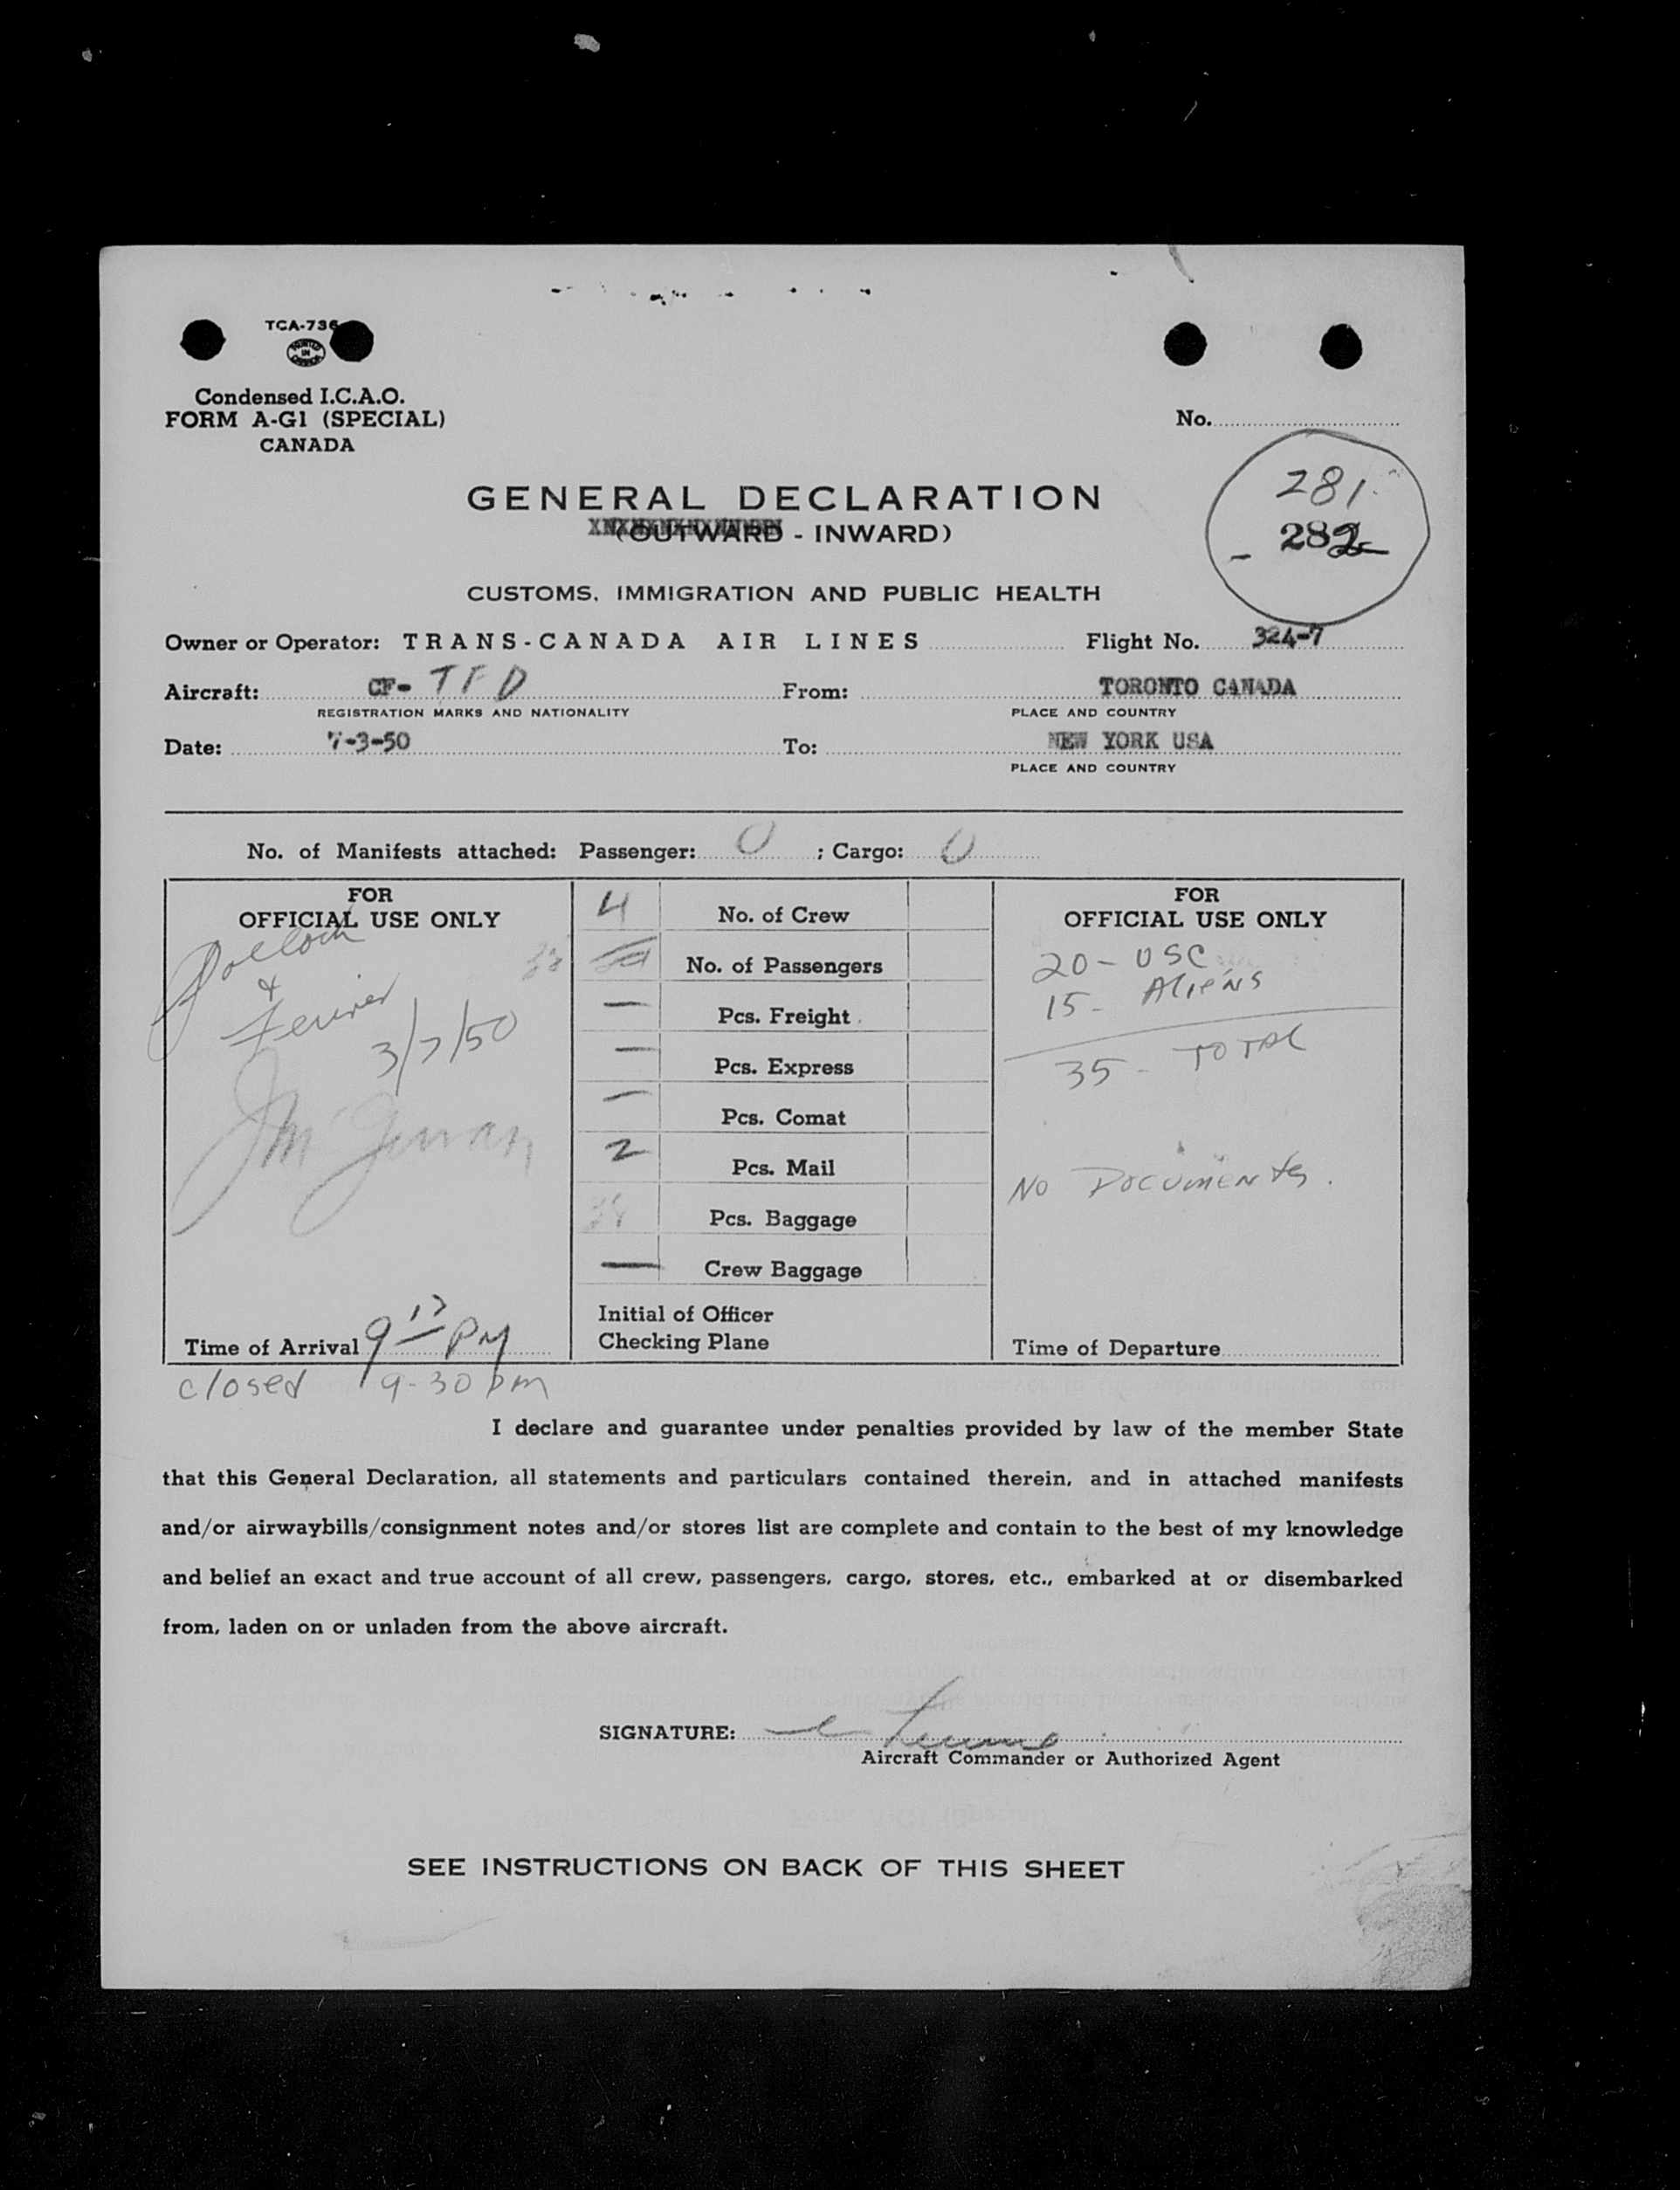 TCA-736
PRINTED IN CANADA
Condensed I.C.A.O.
FORM A-G1 (SPECIAL)
CANADA
No.
281
- 282
GENERAL DECLARATION
(OUTWARD - INWARD)
CUSTOMS, IMMIGRATION AND PUBLIC HEALTH
Owner or Operator: TRANS-CANADA AIR LINES Flight No. 324-7
Aircraft: CF- TFD From: TORONTO CANADA
REGISTRATION MARKS AND NATIONALITY PLACE AND COUNTRY
Date: 7-3-50 To: NEW YORK USA
PLACE AND COUNTRY
No. of Manifests attached: Passenger: 0 ; Cargo: 0
FOR
OFFICIAL USE ONLY
&
3/7/50
Time of Arrival 9 17 PM
closed 9-30 pm
4 No. of Crew
No. of Passengers
— Pcs. Freight
— Pcs. Express
— Pcs. Comat
2 Pcs. Mail
Pcs. Baggage
— Crew Baggage
Initial of Officer
Checking Plane
FOR
OFFICIAL USE ONLY
20 - USC
15 - Aliens
35 - TOTAL
NO DOCUMENTS.
Time of Departure
I declare and guarantee under penalties provided by law of the member State
that this General Declaration, all statements and particulars contained therein, and in attached manifests
and/or airwaybills/consignment notes and/or stores list are complete and contain to the best of my knowledge
and belief an exact and true account of all crew, passengers, cargo, stores, etc., embarked at or disembarked
from, laden on or unladen from the above aircraft.
SIGNATURE:
Aircraft Commander or Authorized Agent
SEE INSTRUCTIONS ON BACK OF THIS SHEET